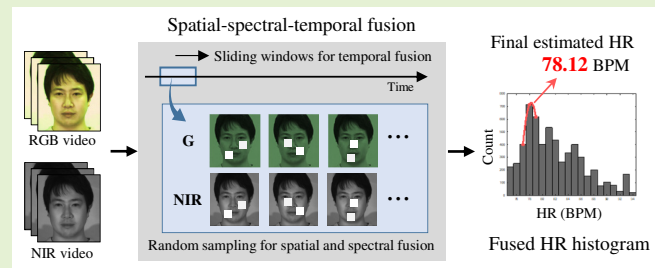 Spatial-spectral-temporal fusion
Sliding windows for temporal fusion
Time
RGB video
NIR video
G
NIR
Random sampling for spatial and spectral fusion
Final estimated HR
78.12 BPM
Count
HR (BPM)
Fused HR histogram